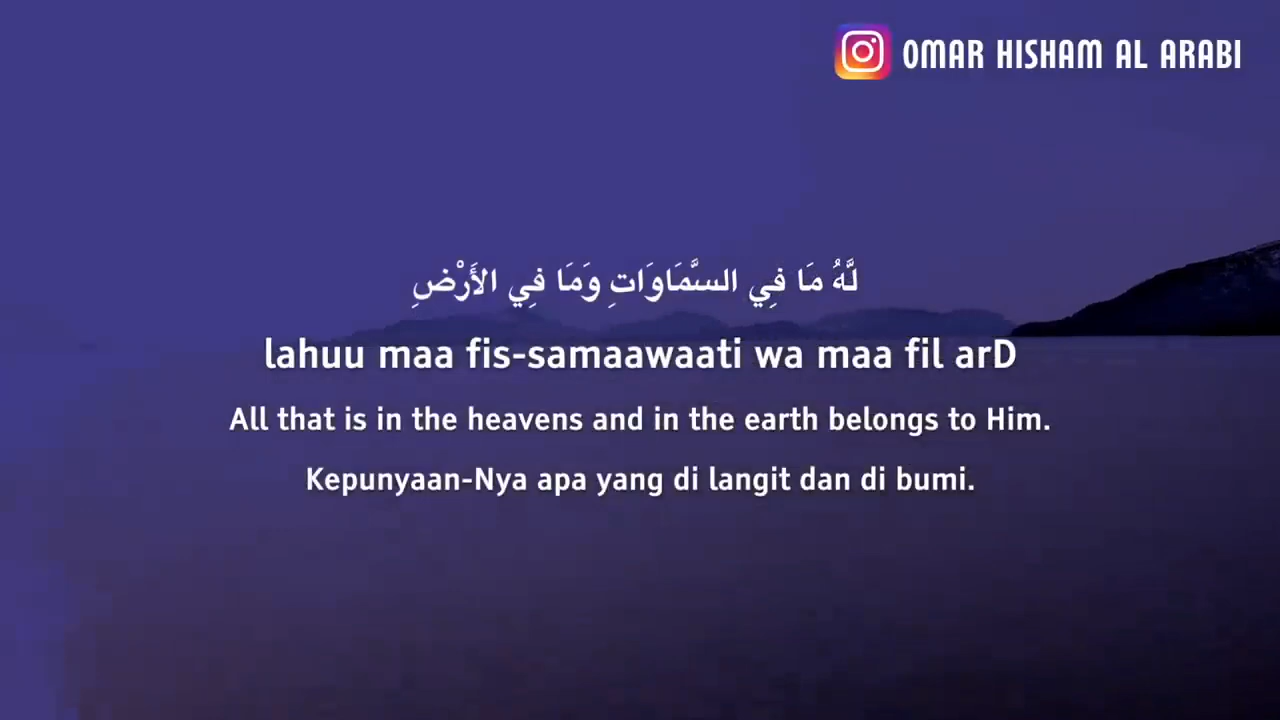 OMAR HISHAM AL ARABI
لَّهُ مَا فِي السَّمَاوَاتِ وَمَا فِي الأَرْضِ
lahuu maa fis-samaawaati wa maa fil arD
All that is in the heavens and in the earth belongs to Him.
Kepunyaan-Nya apa yang di langit dan di bumi.